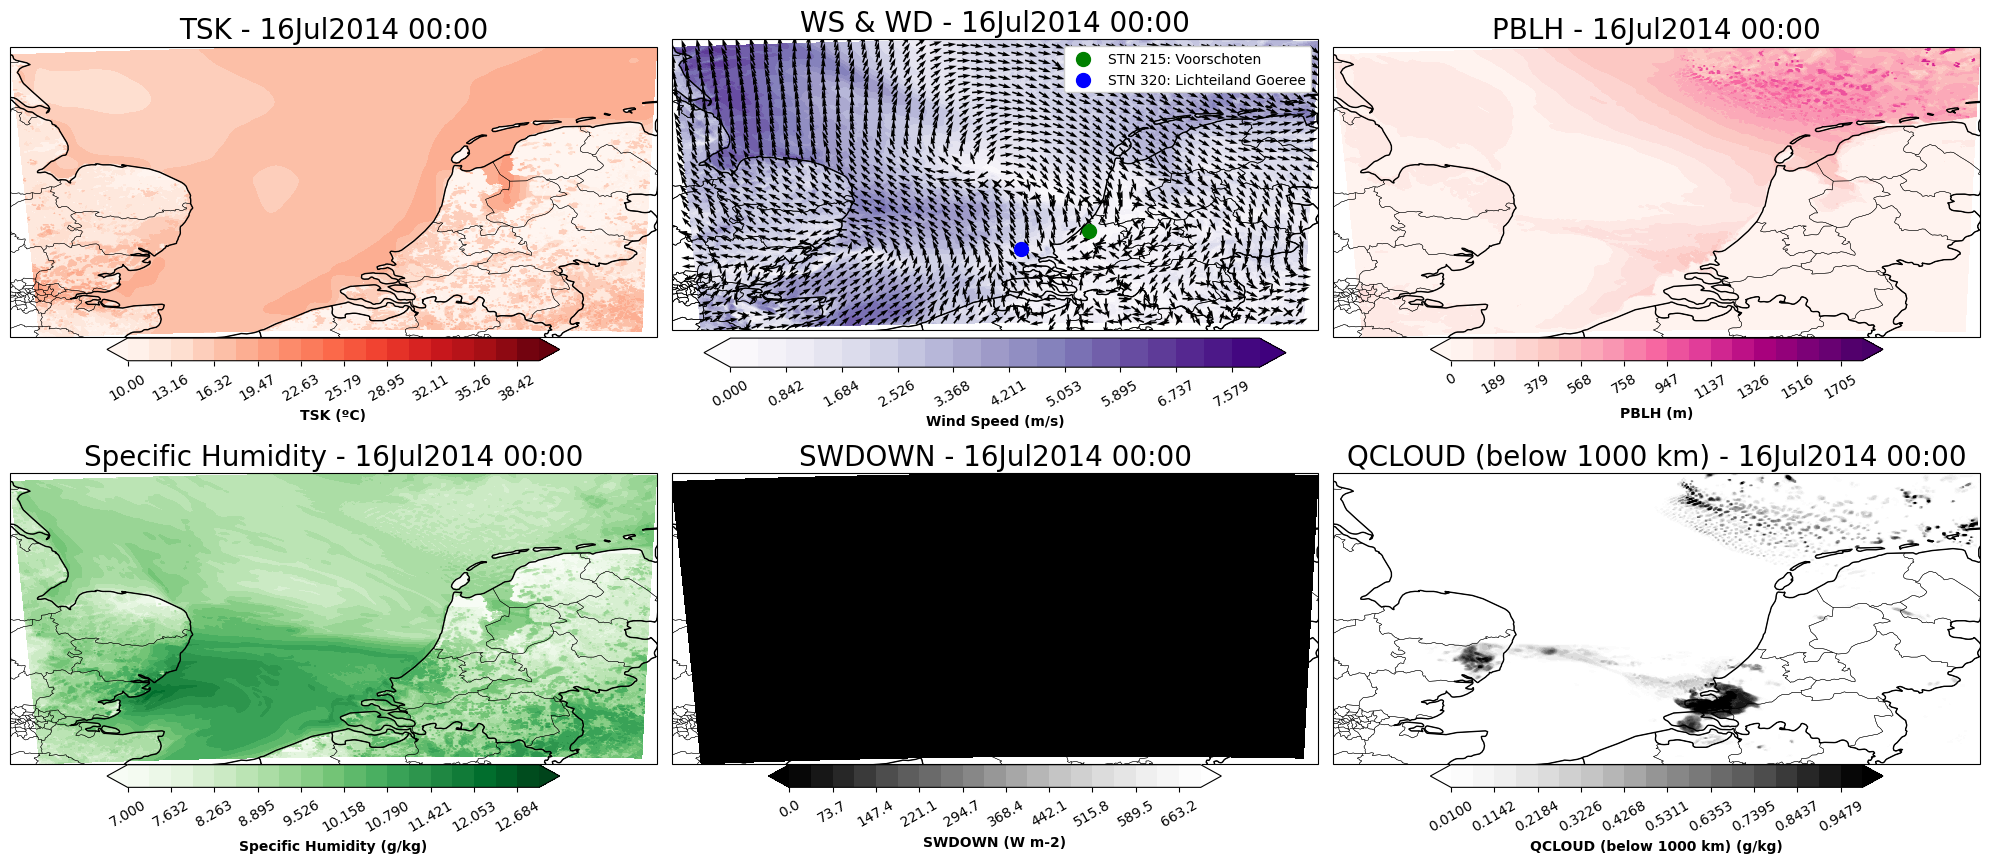 TSK - 16Jul2014 00:00
WS & WD - 16Jul2014 00:00
PBLH - 16Jul2014 00:00
STN 215: Voorschoten
STN 320: Lichteiland Goeree
10.00 13.16 16.32 19.47 22.63 25.79 28.95 32.11 35.26 38.42
TSK (ºC)
0.000 0.842 1.684 2.526 3.368 4.211 5.053 5.895 6.737 7.579
Wind Speed (m/s)
0 189 379 568 758 947 1137 1326 1516 1705
PBLH (m)
Specific Humidity - 16Jul2014 00:00
SWDOWN - 16Jul2014 00:00
QCLOUD (below 1000 km) - 16Jul2014 00:00
7.000 7.632 8.263 8.895 9.526 10.158 10.790 11.421 12.053 12.684
Specific Humidity (g/kg)
0.0 73.7 147.4 221.1 294.7 368.4 442.1 515.8 589.5 663.2
SWDOWN (W m-2)
0.0100 0.1142 0.2184 0.3226 0.4268 0.5311 0.6353 0.7395 0.8437 0.9479
QCLOUD (below 1000 km) (g/kg)